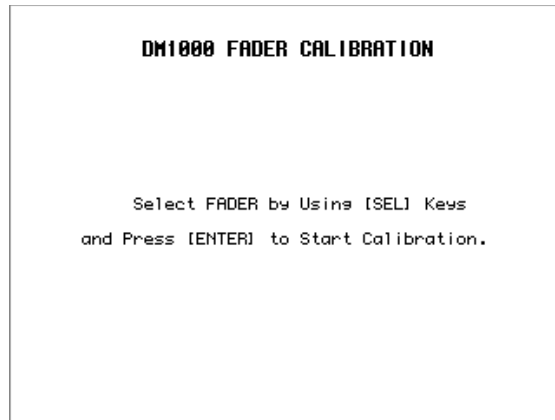 DM1000 FADER CALIBRATION
Select FADER by Using [SEL] Keys
and Press [ENTER] to Start Calibration.